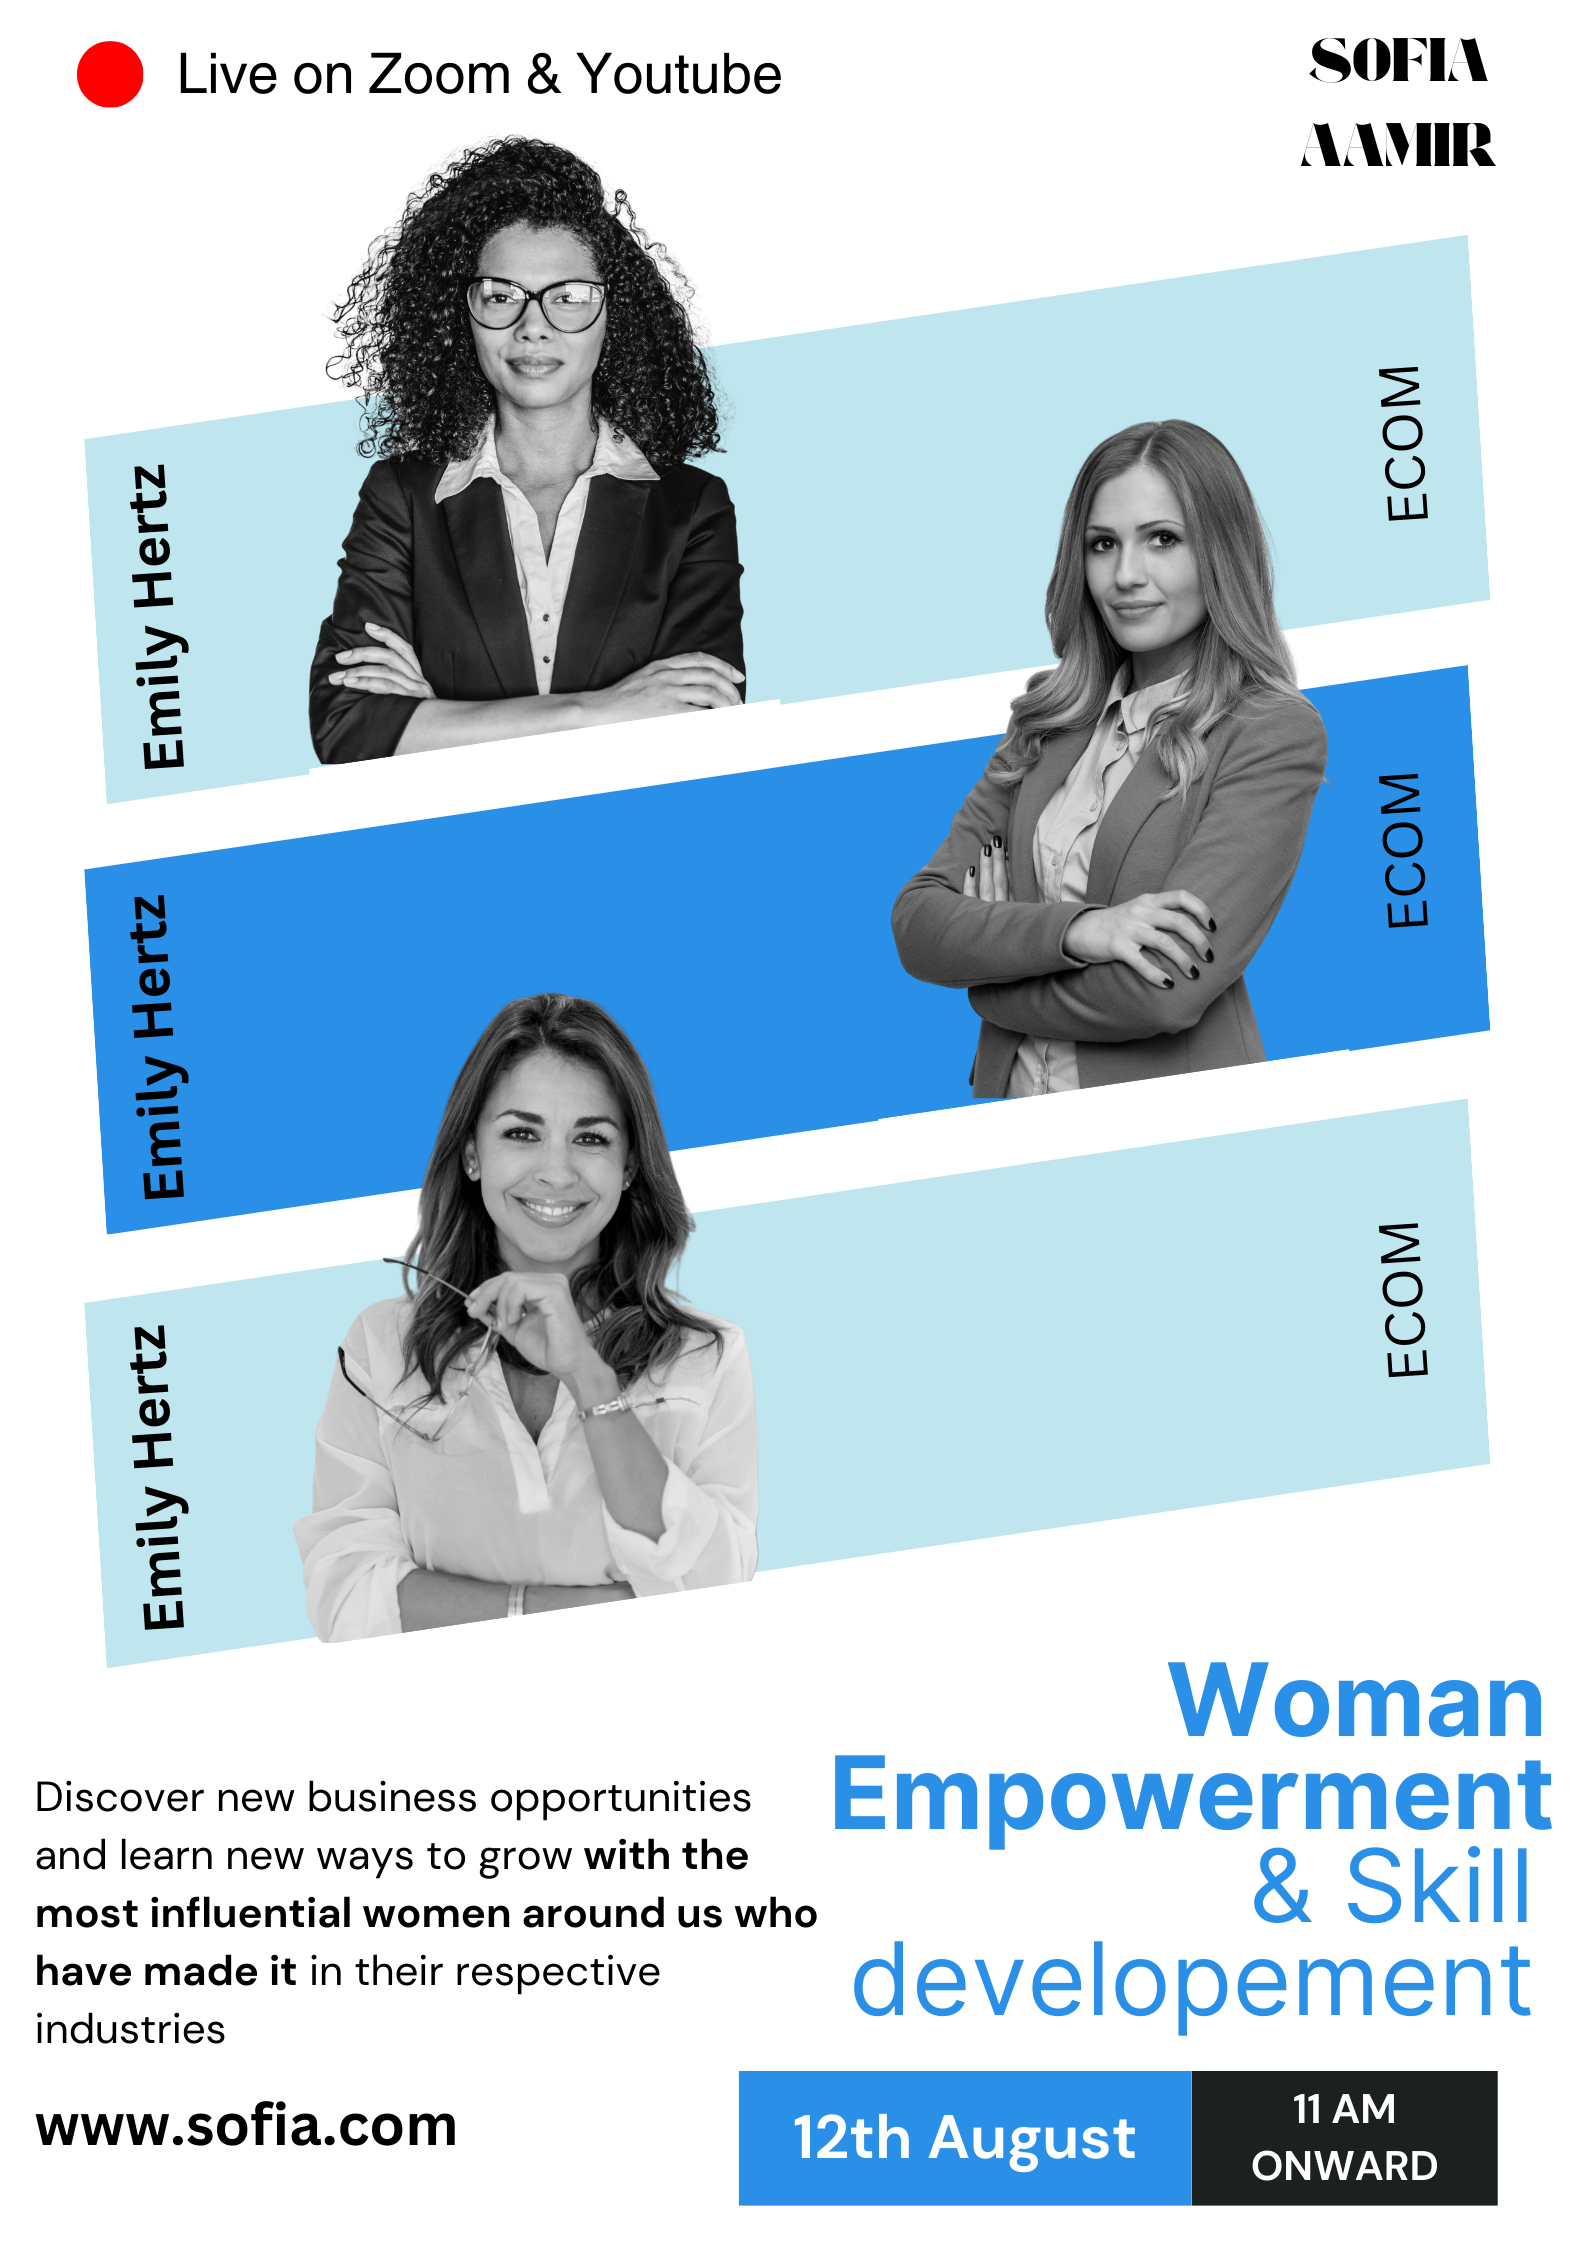 Live on Zoom & Youtube
SOFIA
AAMIR
Emily Hertz
ECOM
Emily Hertz
ECOM
Emily Hertz
ECOM
Woman
Empowerment
& Skill
developement
Discover new business opportunities
and learn new ways to grow with the
most influential women around us who
have made it in their respective
industries
www.sofia.com
12th August
11 AM
ONWARD